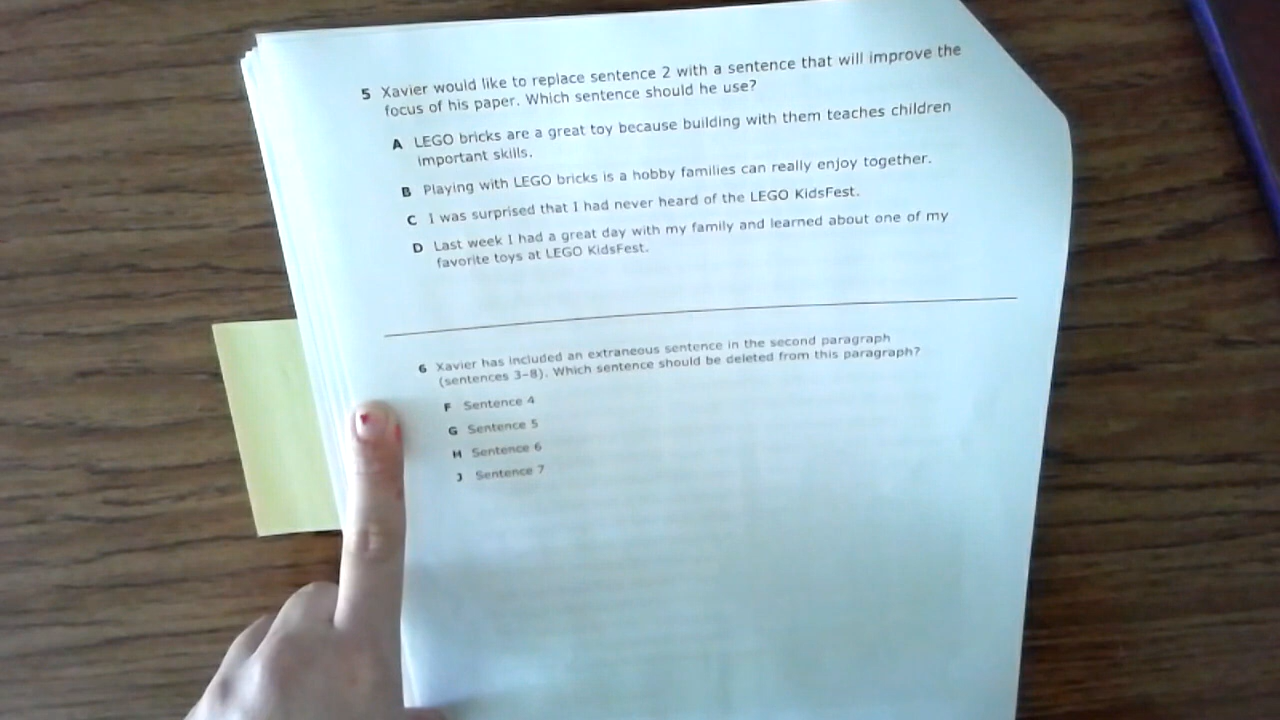 5 Xavier would like to replace sentence 2 with a sentence that will improve the
focus of his paper. Which sentence should he use?
A LEGO bricks are a great toy because building with them teaches children
important skills.
B Playing with LEGO bricks is a hobby families can really enjoy together.
C I was surprised that I had never heard of the LEGO KidsFest.
D Last week I had a great day with my family and learned about one of my
favorite toys at LEGO KidsFest.
6 Xavier has included an extraneous sentence in the second paragraph
(sentences 3–8). Which sentence should be deleted from this paragraph?
F Sentence 4
G Sentence 5
H Sentence 6
J Sentence 7